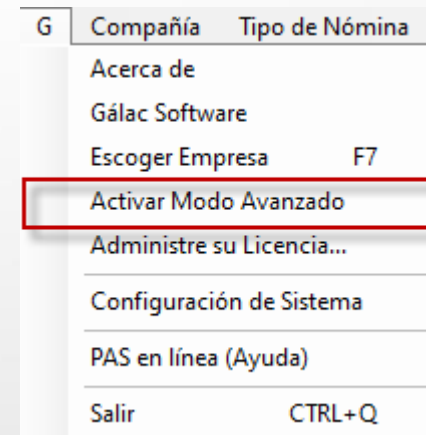 G Compañía Tipo de Nómina
Acerca de
Gálac Software
Escoger Empresa F7
Activar Modo Avanzado
Administre su Licencia...
Configuración de Sistema
PAS en línea (Ayuda)
Salir CTRL+Q